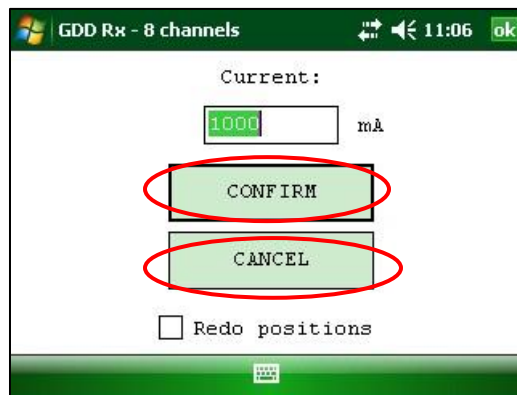 GDD Rx - 8 channels 11:06 ok
Current:
1000 mA
CONFIRM
CANCEL
Redo positions